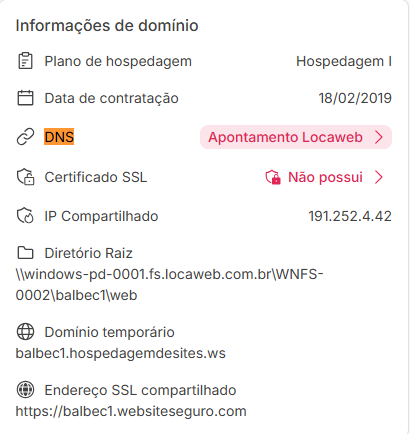 Informações de domínio
Plano de hospedagem Hospedagem I
Data de contratação 18/02/2019
DNS Apontamento Locaweb
Certificado SSL Não possui
IP Compartilhado 191.252.4.42
Diretório Raiz
\\windows-pd-0001.fs.locaweb.com.br\WNFS-
0002\balbec1\web
Domínio temporário
balbec1.hospedagemdesites.ws
Endereço SSL compartilhado
https://balbec1.websiteseguro.com